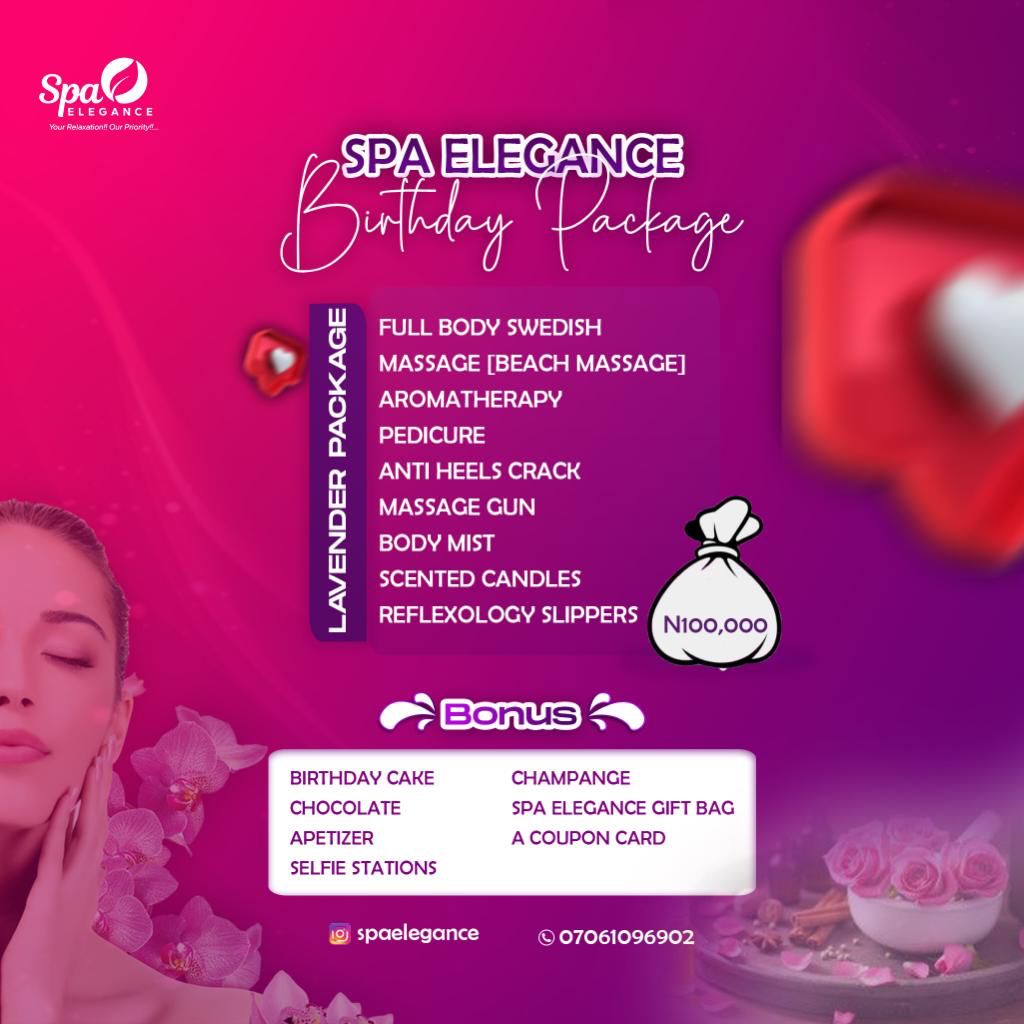 Spa
ELEGANCE
Your Relaxation!! Our Priority!!...
SPA ELEGANCE
Birthday Package
LAVENDER PACKAGE
FULL BODY SWEDISH
MASSAGE [BEACH MASSAGE]
AROMATHERAPY
PEDICURE
ANTI HEELS CRACK
MASSAGE GUN
BODY MIST
SCENTED CANDLES
REFLEXOLOGY SLIPPERS
N100,000
Bonus
BIRTHDAY CAKE
CHOCOLATE
APETIZER
SELFIE STATIONS
CHAMPANGE
SPA ELEGANCE GIFT BAG
A COUPON CARD
spaelegance
07061096902